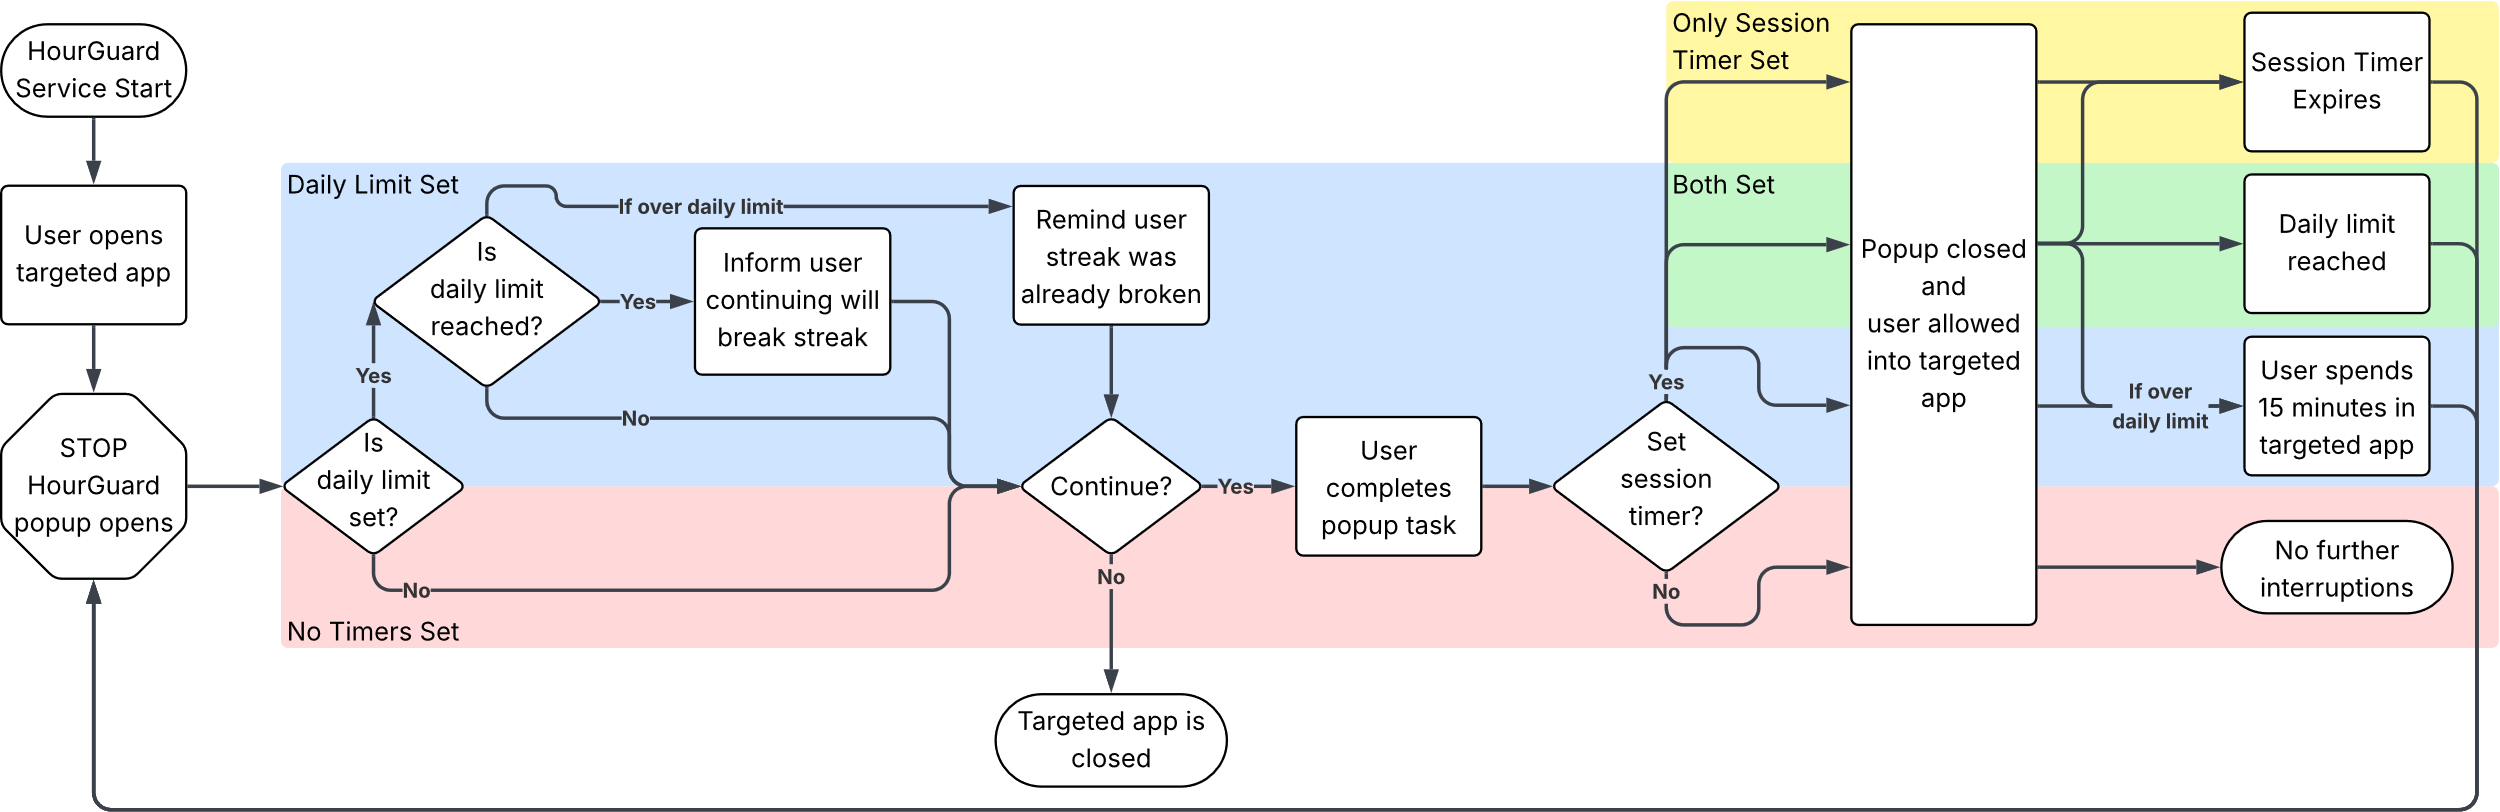 HourGuard
Service Start
User opens
targeted app
STOP
HourGuard
popup opens
Daily Limit Set
Is
daily limit
set?
Yes
No
Is
daily limit
reached?
If over daily limit
Yes
No
Inform user
continuing will
break streak
Remind user
streak was
already broken
Continue?
Yes
No
Targeted app is
closed
User
completes
popup task
Set
session
timer?
Yes
No
Only Session
Timer Set
Both Set
No Timers Set
Popup closed
and
user allowed
into targeted
app
Session Timer
Expires
Daily limit
reached
If over
daily limit
User spends
15 minutes in
targeted app
No further
interruptions